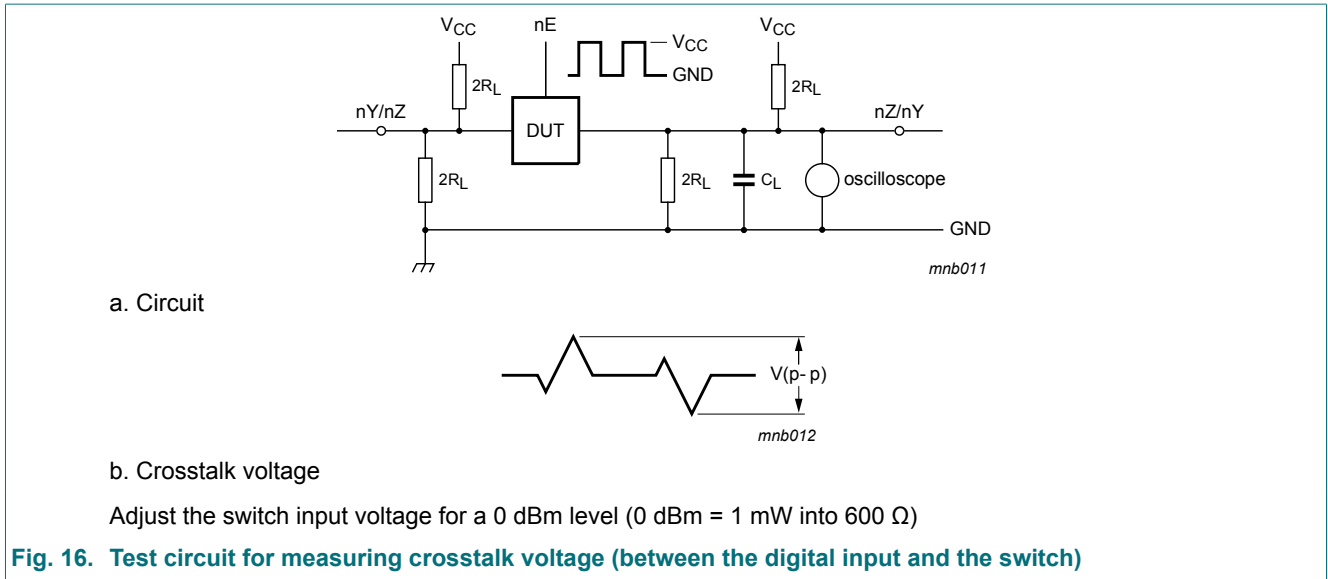 VCC
nE
VCC
VCC
GND
2RL
2RL
nY/nZ
nZ/nY
DUT
2RL
2RL
CL
oscilloscope
GND
mnb011
a. Circuit
V(p- p)
mnb012
b. Crosstalk voltage
Adjust the switch input voltage for a 0 dBm level (0 dBm = 1 mW into 600 Ω)
Fig. 16. Test circuit for measuring crosstalk voltage (between the digital input and the switch)